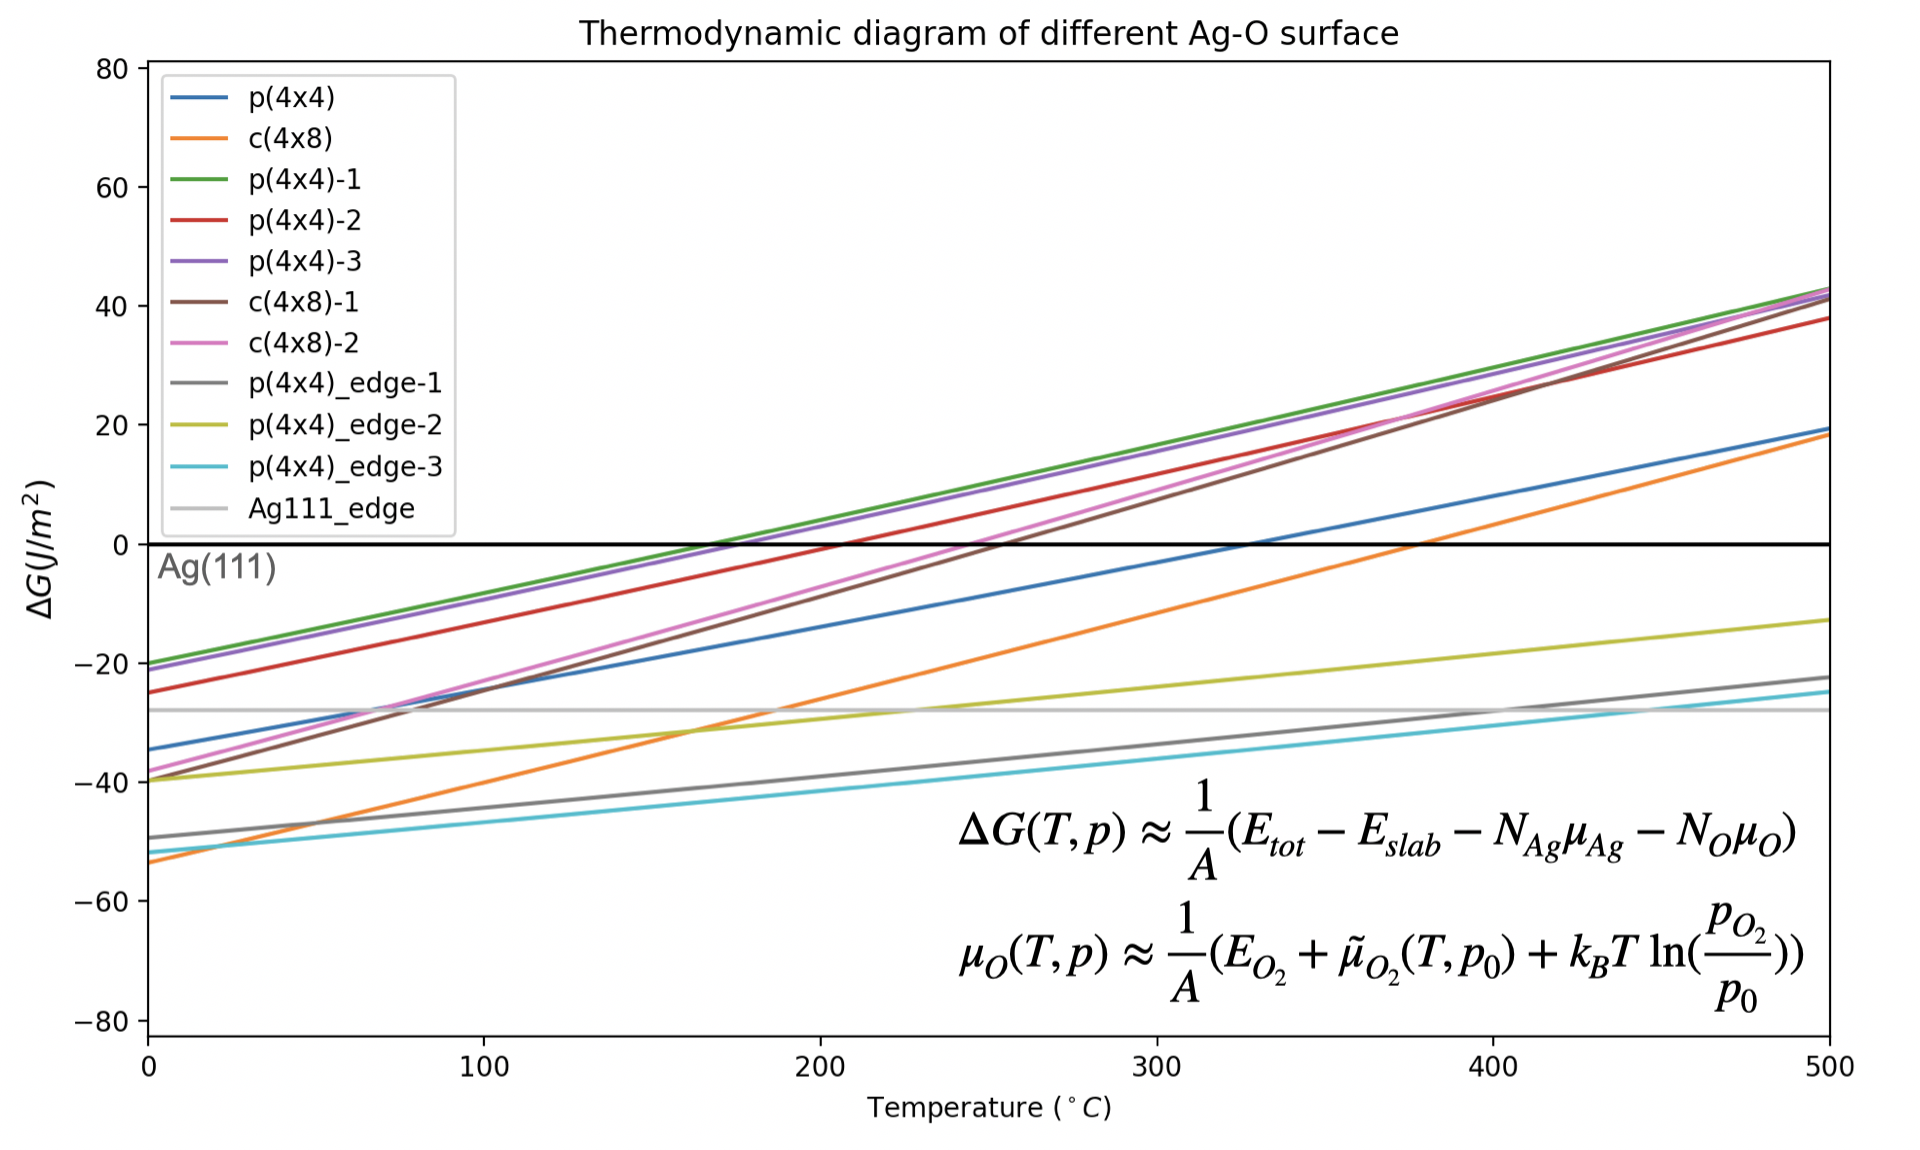 Thermodynamic diagram of different Ag-O surface
80
60
40
20
0
−20
−40
−60
−80
ΔG(J/m²)
p(4x4)
c(4x8)
p(4x4)-1
p(4x4)-2
p(4x4)-3
c(4x8)-1
c(4x8)-2
p(4x4)_edge-1
p(4x4)_edge-2
p(4x4)_edge-3
Ag111_edge
Ag(111)
ΔG(T, p) ≈ 1/A (E_tot − E_slab − N_Ag μ_Ag − N_O μ_O)
μ_O(T, p) ≈ 1/A (E_O₂ + μ̃_O₂(T, p₀) + k_B T ln(p_O₂/p₀))
0 100 200 300 400 500
Temperature (°C)